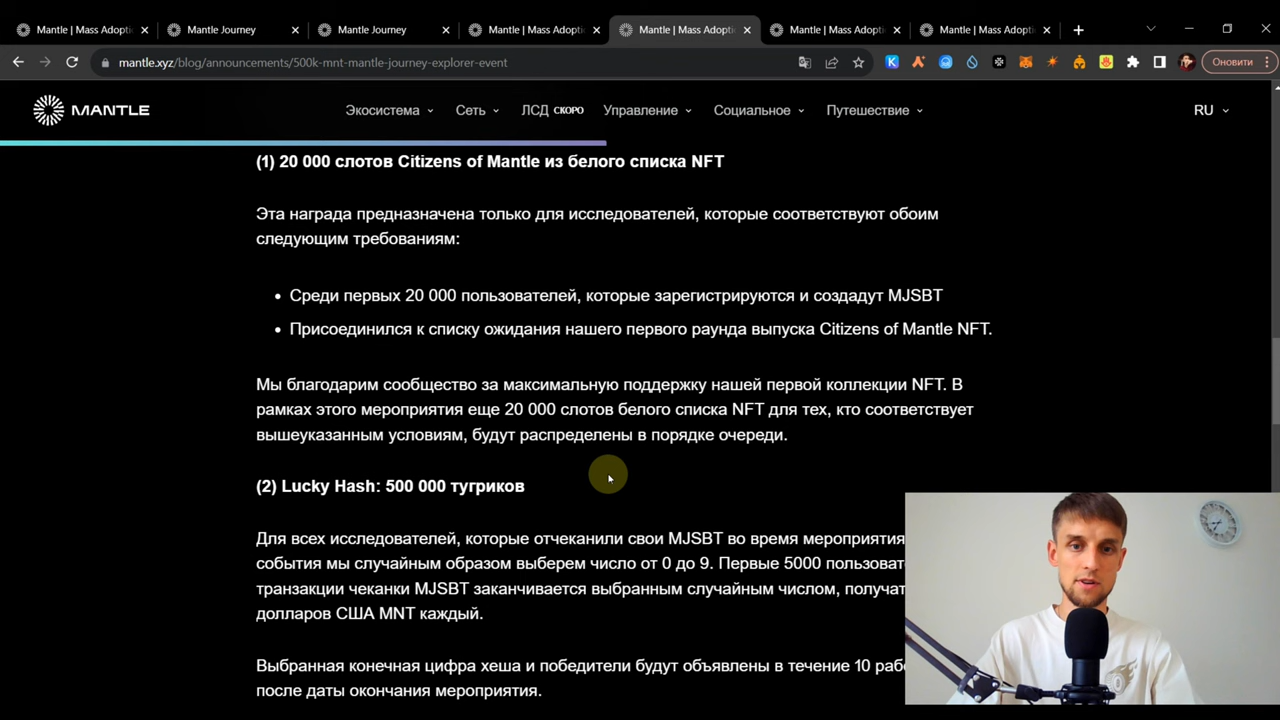 Mantle | Mass Adopti
Mantle Journey
Mantle Journey
Mantle | Mass Adopti
Mantle | Mass Adopti
Mantle | Mass Adopti
Mantle | Mass Adopti
mantle.xyz/blog/announcements/500k-mnt-mantle-journey-explorer-event
Оновити
MANTLE
Экосистема
Сеть
ЛСД СКОРО
Управление
Социальное
Путешествие
RU
(1) 20 000 слотов Citizens of Mantle из белого списка NFT
Эта награда предназначена только для исследователей, которые соответствуют обоим
следующим требованиям:
• Среди первых 20 000 пользователей, которые зарегистрируются и создадут MJSBT
• Присоединился к списку ожидания нашего первого раунда выпуска Citizens of Mantle NFT.
Мы благодарим сообщество за максимальную поддержку нашей первой коллекции NFT. В
рамках этого мероприятия еще 20 000 слотов белого списка NFT для тех, кто соответствует
вышеуказанным условиям, будут распределены в порядке очереди.
(2) Lucky Hash: 500 000 тугриков
Для всех исследователей, которые отчеканили свои MJSBT во время мероприятия
события мы случайным образом выберем число от 0 до 9. Первые 5000 пользоват
транзакции чеканки MJSBT заканчивается выбранным случайным числом, получат
долларов США MNT каждый.
Выбранная конечная цифра хеша и победители будут объявлены в течение 10 рабо
после даты окончания мероприятия.